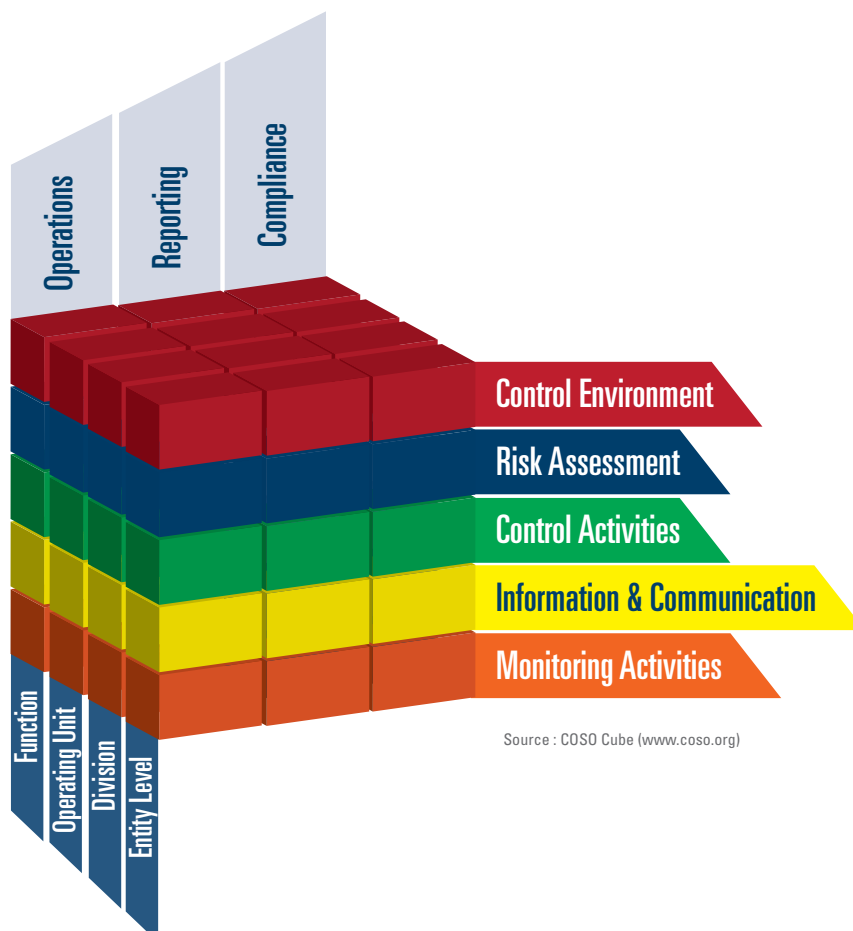 Operations
Reporting
Compliance
Control Environment
Risk Assessment
Control Activities
Information & Communication
Monitoring Activities
Function
Operating Unit
Division
Entity Level
Source : COSO Cube (www.coso.org)